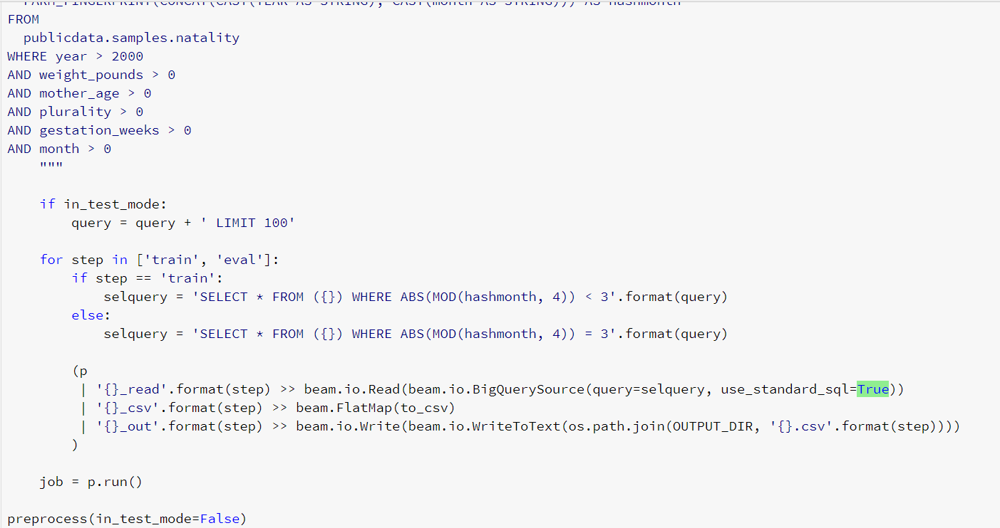 FARM_FINGERPRINT(CONCAT(CAST(YEAR AS STRING), CAST(month AS STRING))) AS hashmonth
FROM
  publicdata.samples.natality
WHERE year > 2000
AND weight_pounds > 0
AND mother_age > 0
AND plurality > 0
AND gestation_weeks > 0
AND month > 0
    """
    if in_test_mode:
        query = query + ' LIMIT 100'
    for step in ['train', 'eval']:
        if step == 'train':
            selquery = 'SELECT * FROM ({}) WHERE ABS(MOD(hashmonth, 4)) < 3'.format(query)
        else:
            selquery = 'SELECT * FROM ({}) WHERE ABS(MOD(hashmonth, 4)) = 3'.format(query)
        (p
         | '{}_read'.format(step) >> beam.io.Read(beam.io.BigQuerySource(query=selquery, use_standard_sql=True))
         | '{}_csv'.format(step) >> beam.FlatMap(to_csv)
         | '{}_out'.format(step) >> beam.io.Write(beam.io.WriteToText(os.path.join(OUTPUT_DIR, '{}.csv'.format(step))))
        )
    job = p.run()
preprocess(in_test_mode=False)